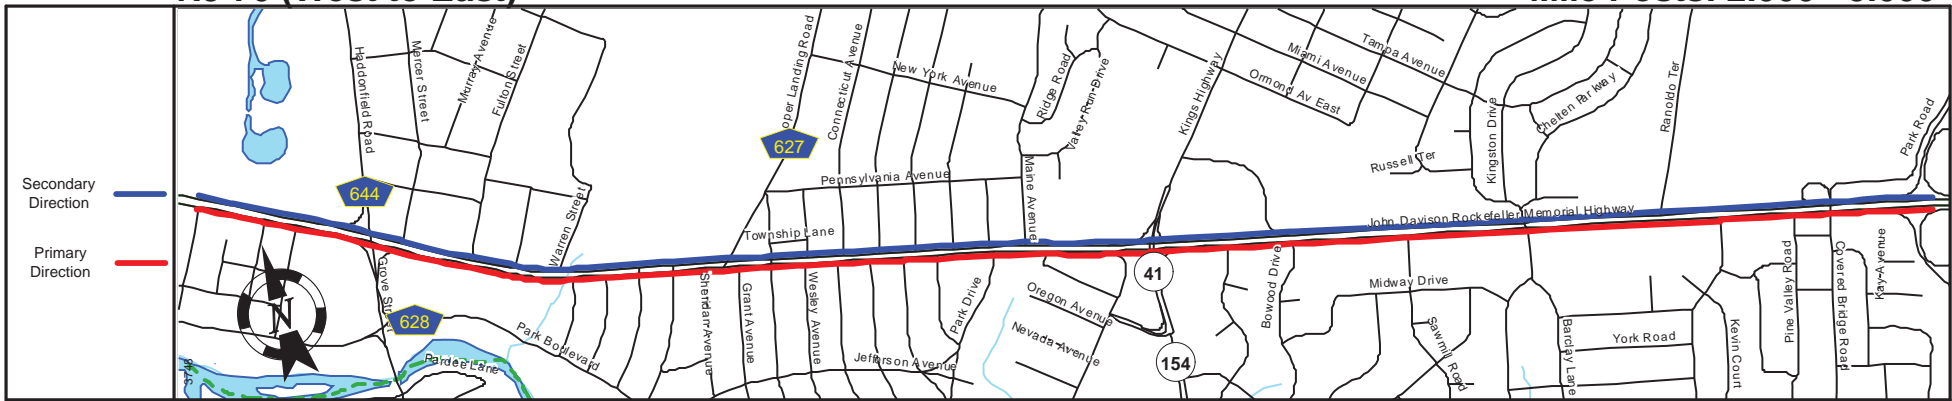 Secondary
Direction
Primary
Direction
Haddonfield Road
Mercer Street
Murray Avenue
Fulton Street
644
Grove Street
628
Warren Street
Park Boulevard
Pardee Lane
3748
N
oper Landing Road
627
Connecticut Avenue
New York Avenue
Pennsylvania Avenue
Township Lane
Sheridan Avenue
Grant Avenue
Wesley Avenue
Jefferson Avenue
Park Drive
Ridge Road
Valley Run Drive
Maine Avenue
Oregon Avenue
Nevada Avenue
Kings Highway
41
154
Miami Avenue
Tampa Avenue
Ormond Av East
Russell Ter
Kingston Drive
Chelten Parkway
Ranoldo Ter
Park Road
John Davison Rockefeller Memorial Highway
Bowood Drive
Midway Drive
Sawmill Road
Barclay Lane
York Road
Kevin Court
Pine Valley Road
Covered Bridge Road
Kay Avenue